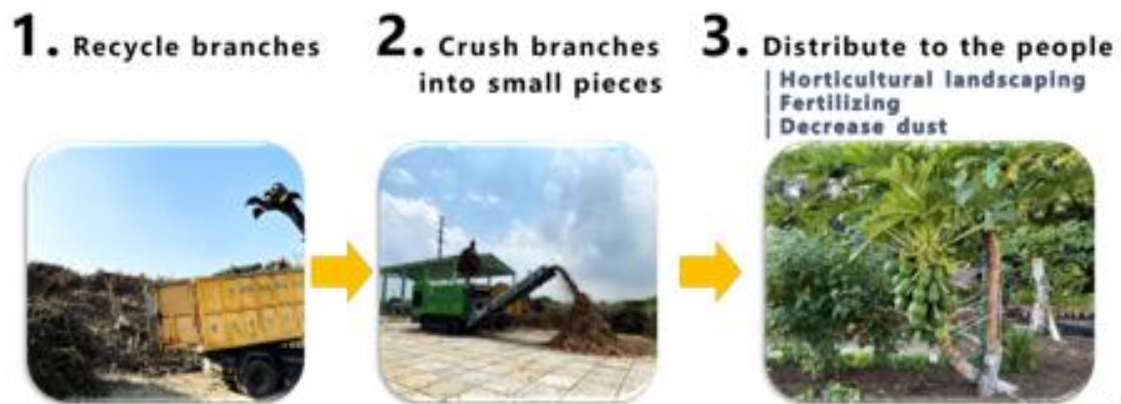 1. Recycle branches
2. Crush branches
into small pieces
3. Distribute to the people
| Horticultural landscaping
| Fertilizing
| Decrease dust